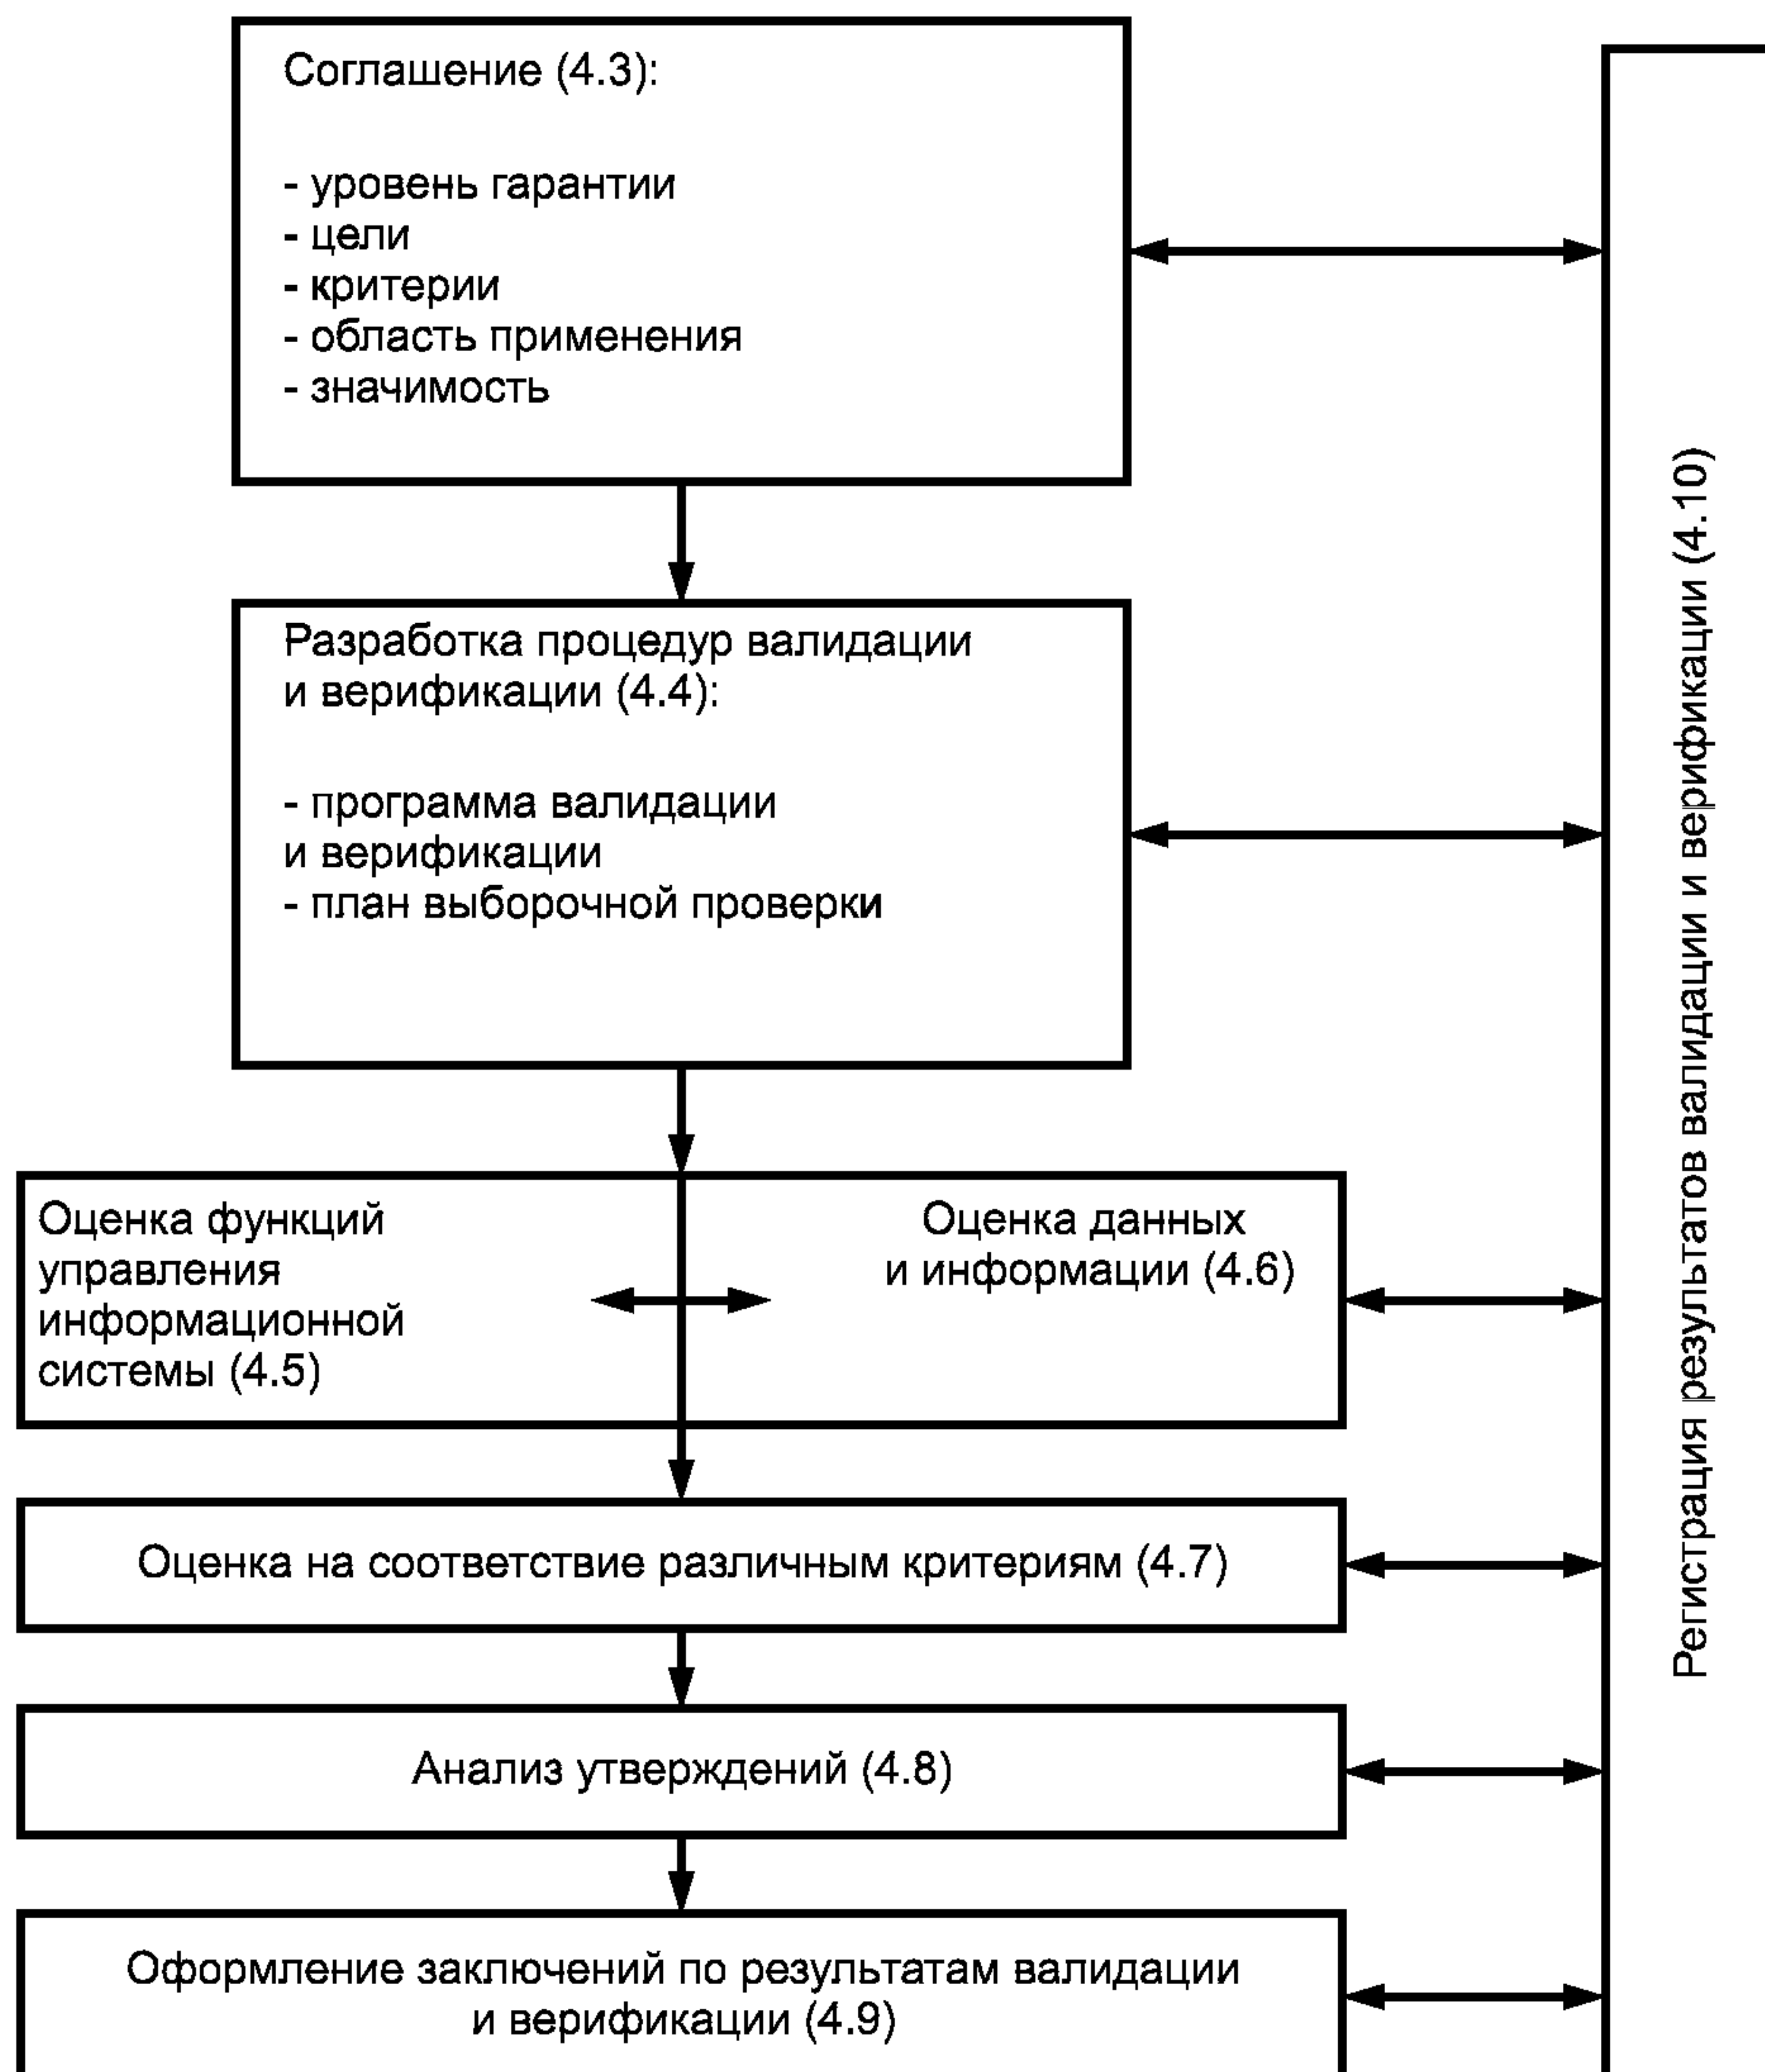 Соглашение (4.3):
- уровень гарантии
- цели
- критерии
- область применения
- значимость
Разработка процедур валидации
и верификации (4.4):
- программа валидации
и верификации
- план выборочной проверки
Оценка функций
управления
информационной
системы (4.5)
Оценка данных
и информации (4.6)
Оценка на соответствие различным критериям (4.7)
Анализ утверждений (4.8)
Оформление заключений по результатам валидации
и верификации (4.9)
Регистрация результатов валидации и верификации (4.10)